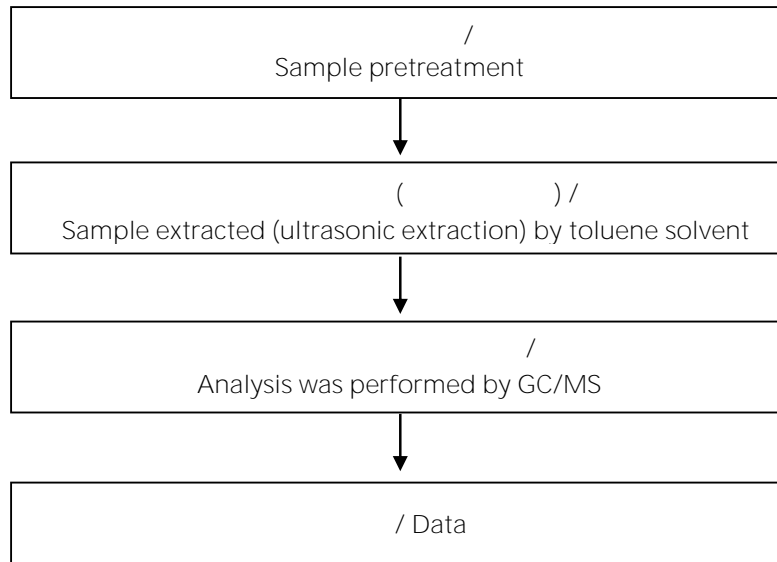 /
Sample pretreatment
( ) /
Sample extracted (ultrasonic extraction) by toluene solvent
/
Analysis was performed by GC/MS
/ Data